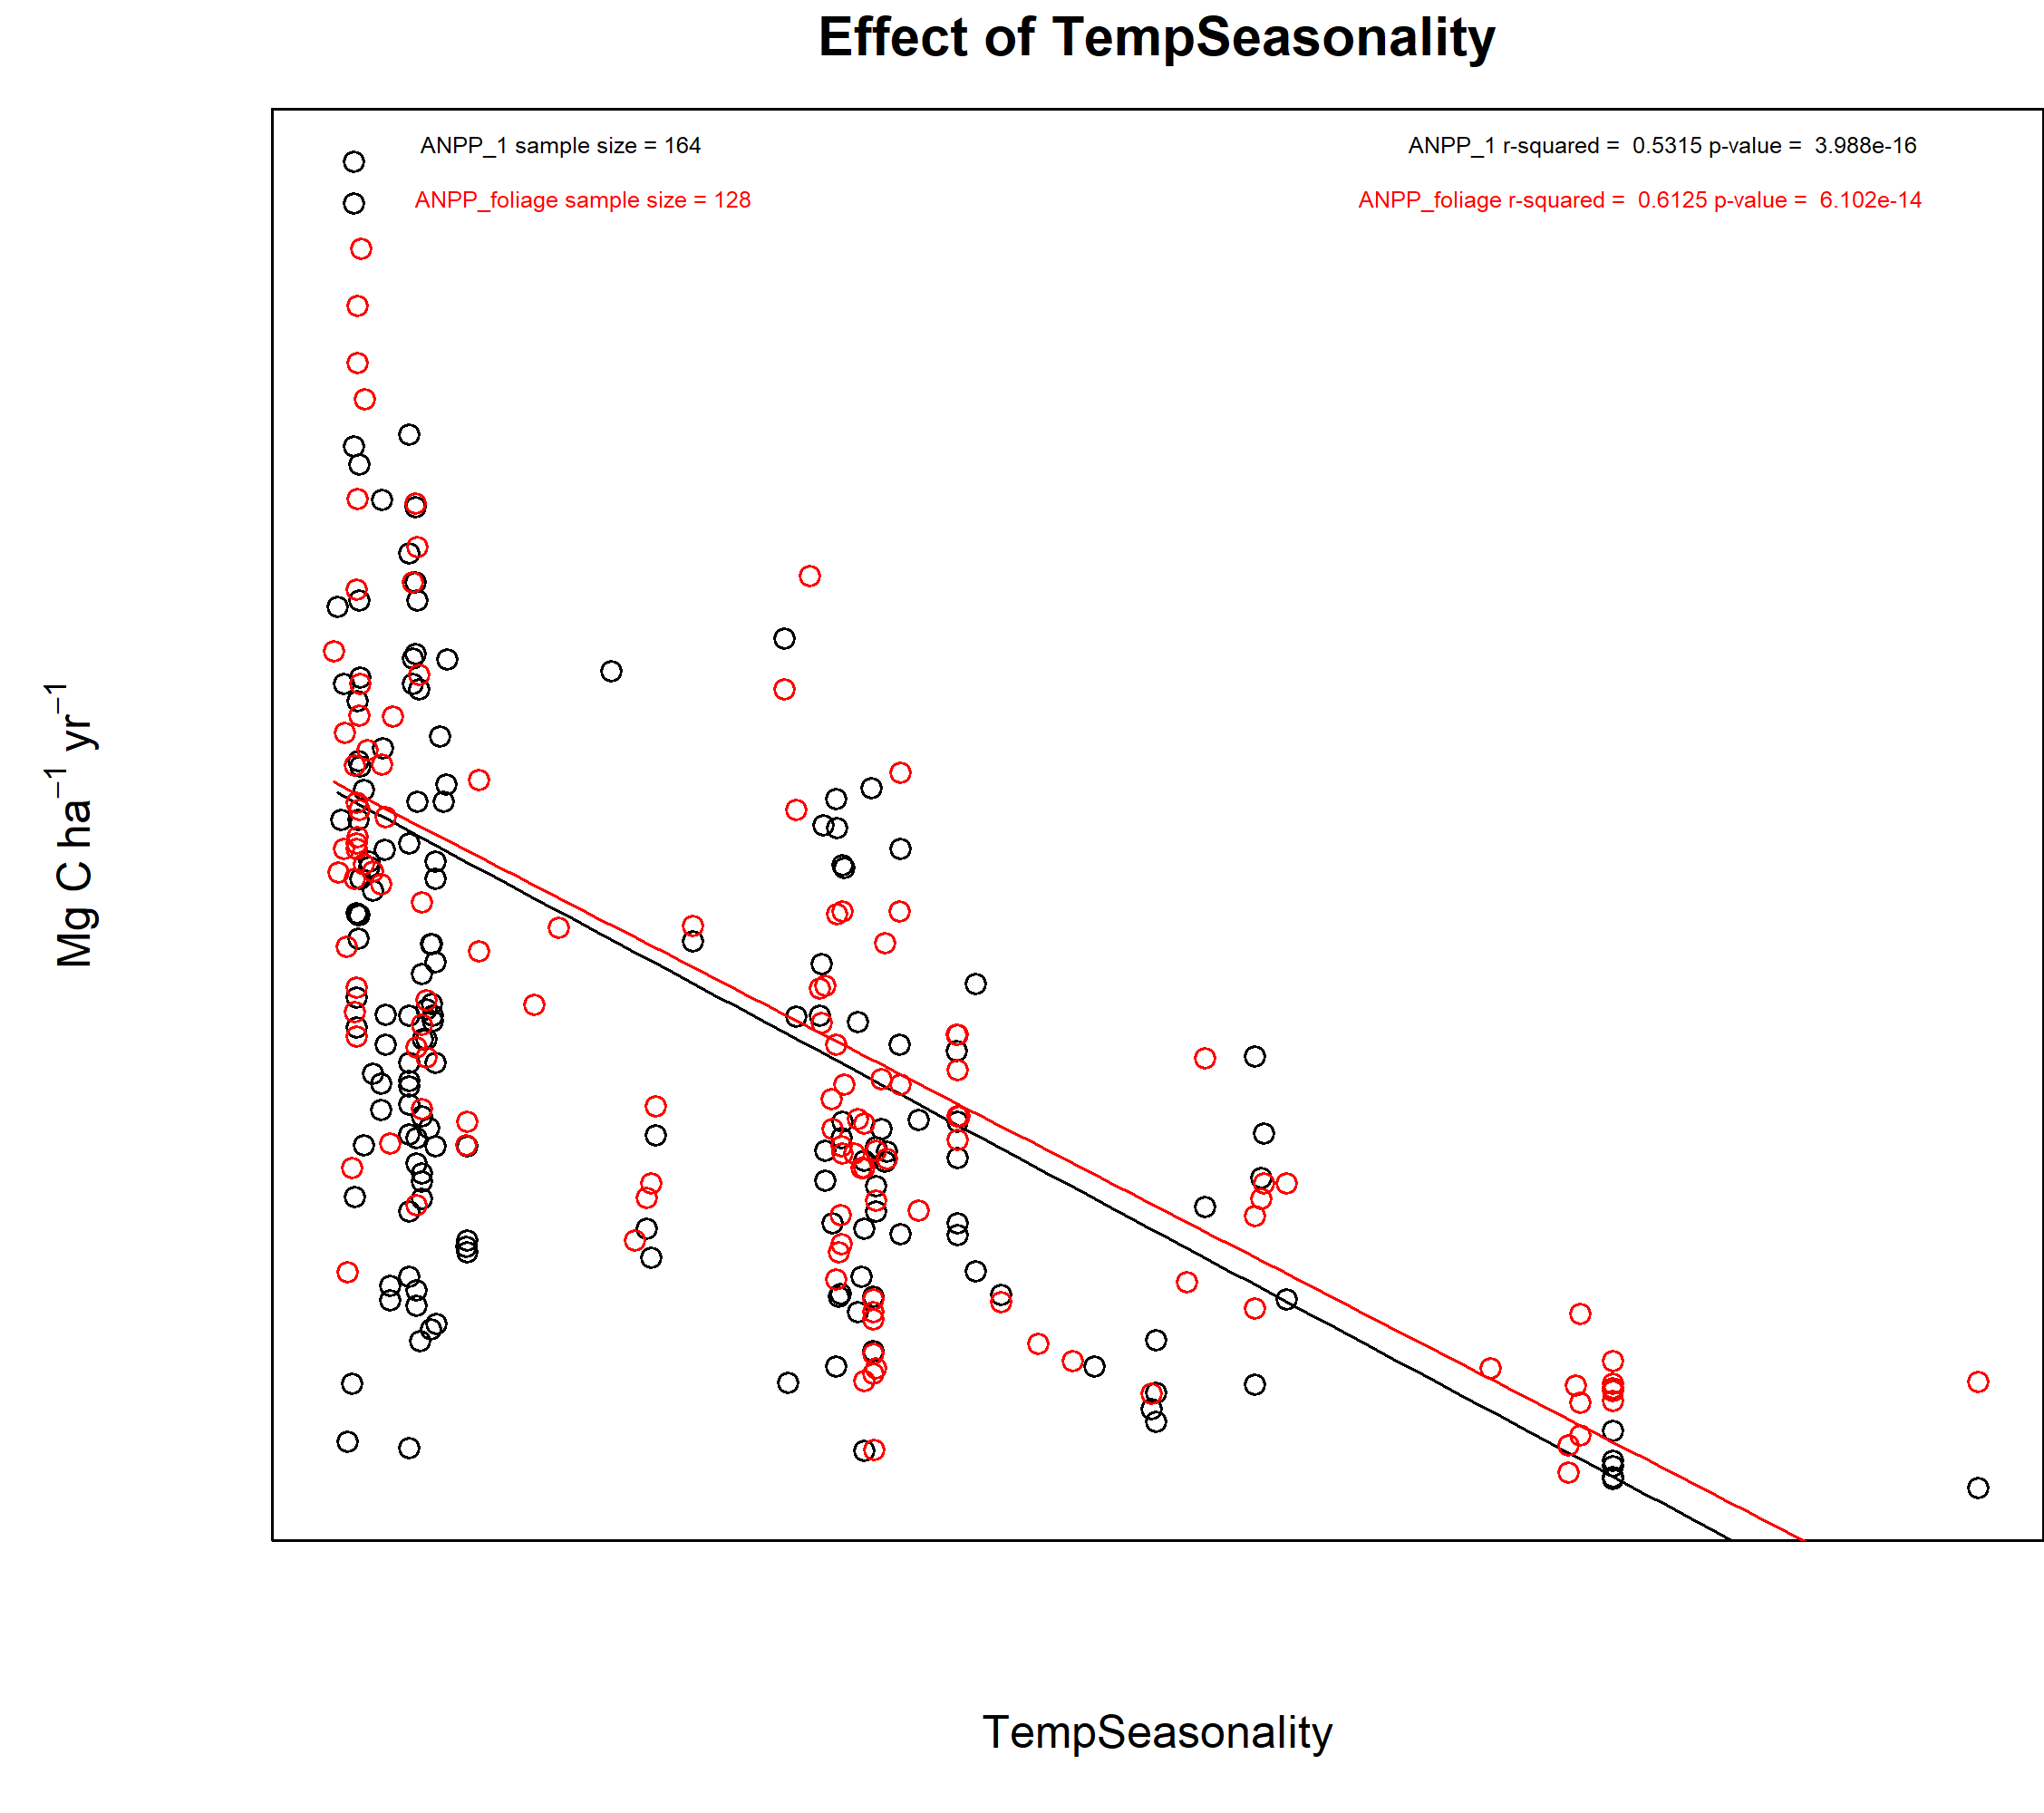 Effect of TempSeasonality
ANPP_1 sample size = 164
ANPP_1 r-squared =  0.5315 p-value =  3.988e-16
ANPP_foliage sample size = 128
ANPP_foliage r-squared =  0.6125 p-value =  6.102e-14
Mg C ha⁻¹ yr⁻¹
TempSeasonality